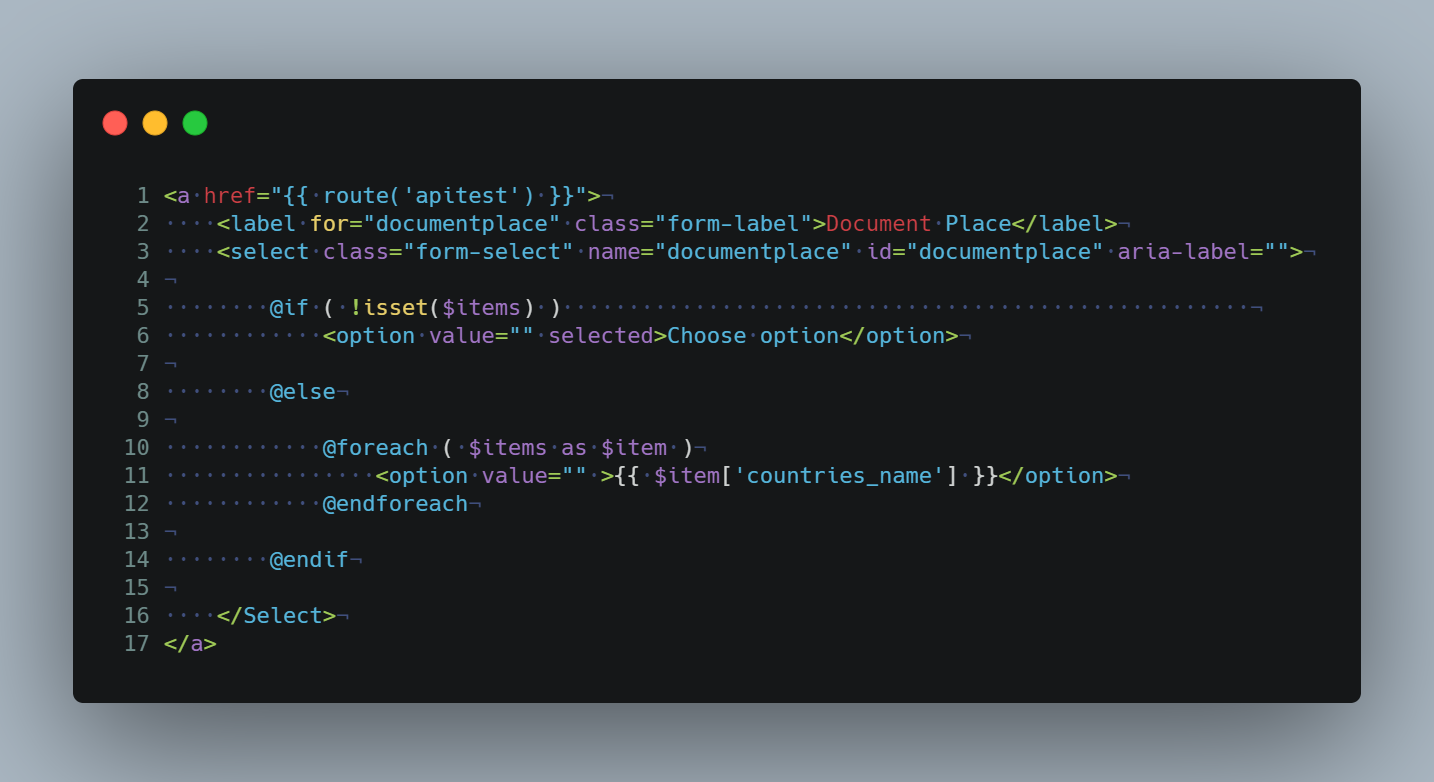 1 <a href="{{ route('apitest') }}">¬
2 ····<label for="documentplace" class="form-label">Document Place</label>¬
3 ····<select class="form-select" name="documentplace" id="documentplace" aria-label="">¬
4 ¬
5 ········@if ( !isset($items) )····················································¬
6 ············<option value="" selected>Choose option</option>¬
7 ¬
8 ········@else¬
9 ¬
10 ············@foreach ( $items as $item )¬
11 ················<option value="" >{{ $item['countries_name'] }}</option>¬
12 ············@endforeach¬
13 ¬
14 ········@endif¬
15 ¬
16 ····</Select>¬
17 </a>